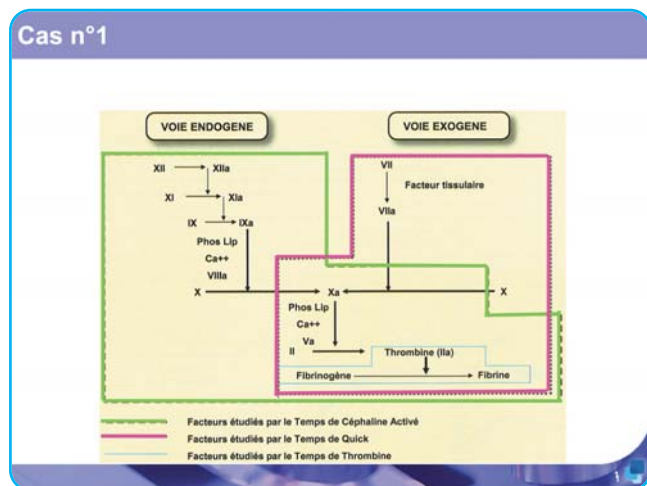 Cas n°1
VOIE ENDOGENE
VOIE EXOGENE
XII XIIa
XI XIa
IX IXa
Phos Lip
Ca++
VIIIa
X
VII
Facteur tissulaire
VIIa
Xa
X
Phos Lip
Ca++
Va
II
Thrombine (IIa)
Fibrinogène
Fibrine
Facteurs étudiés par le Temps de Céphaline Activé
Facteurs étudiés par le Temps de Quick
Facteurs étudiés par le Temps de Thrombine